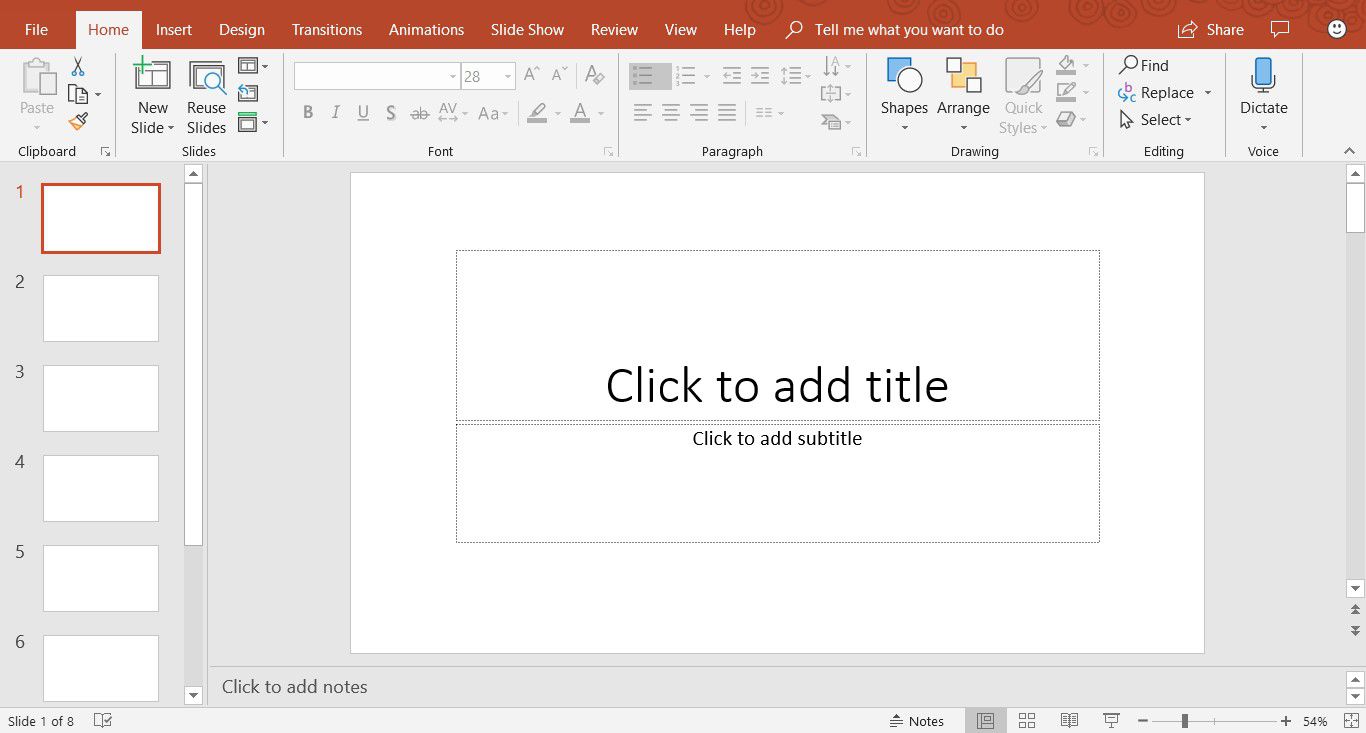 File Home Insert Design Transitions Animations Slide Show Review View Help Tell me what you want to do Share
Paste
New Slide
Reuse Slides
28
B I U S ab AV Aa A
Shapes
Arrange
Quick Styles
Find
Replace
Select
Dictate
Clipboard Slides Font Paragraph Drawing Editing Voice
1
2
3
4
5
6
Click to add title
Click to add subtitle
Click to add notes
Slide 1 of 8 Notes 54%